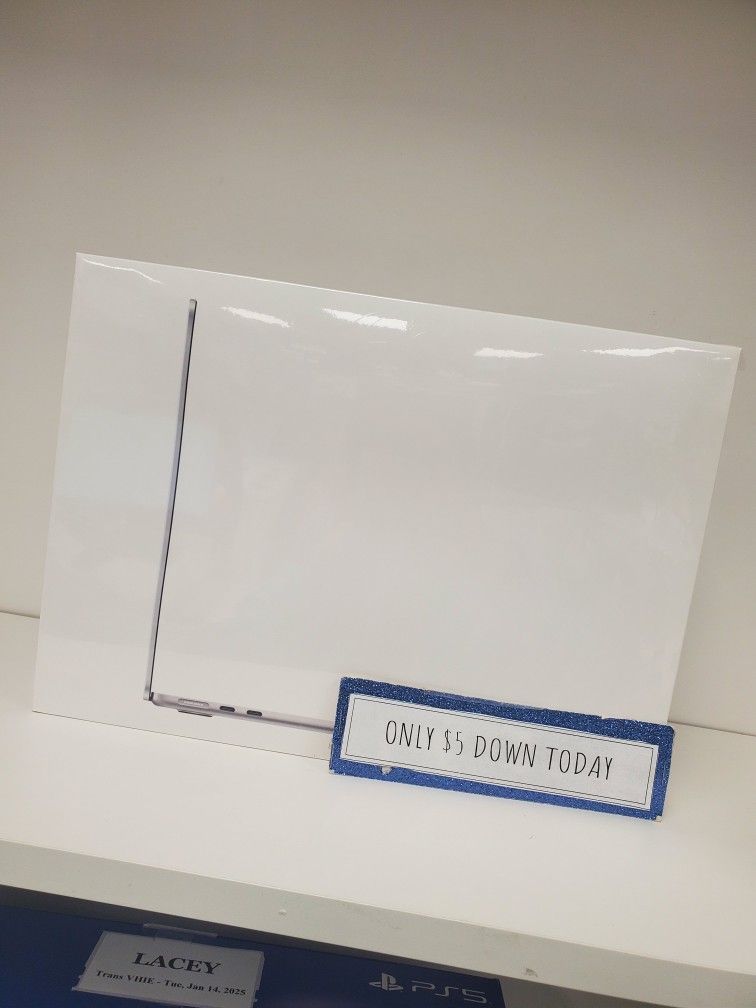 ONLY $5 DOWN TODAY
LACEY
Trans VHIE - Tue, Jan 14, 2025
PS5